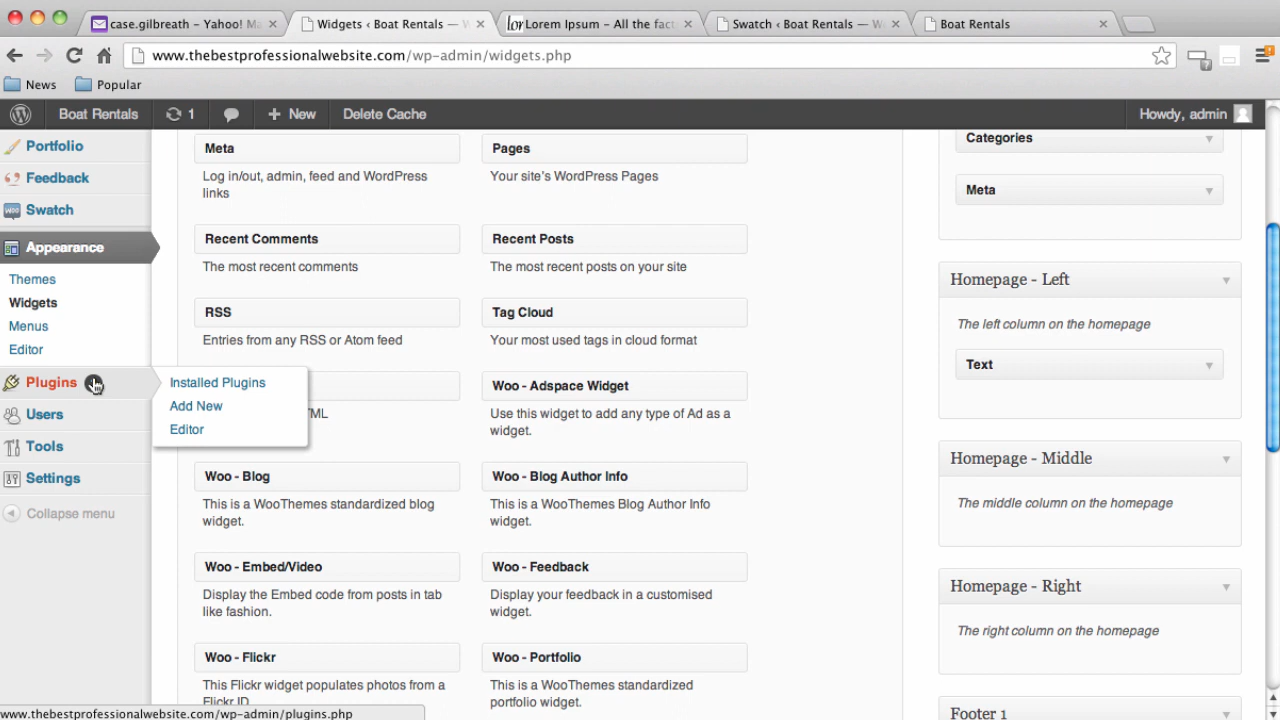 case.gilbreath – Yahoo! Ma
Widgets ‹ Boat Rentals — W
Lorem Ipsum – All the fact
Swatch ‹ Boat Rentals — W
Boat Rentals
www.thebestprofessionalwebsite.com/wp-admin/widgets.php
News
Popular
Boat Rentals
1
+ New
Delete Cache
Howdy, admin
Portfolio
Feedback
Swatch
Appearance
Themes
Widgets
Menus
Editor
Plugins
Users
Tools
Settings
Collapse menu
Installed Plugins
Add New
Editor
Meta
Log in/out, admin, feed and WordPress
links
Pages
Your site's WordPress Pages
Recent Comments
The most recent comments
Recent Posts
The most recent posts on your site
RSS
Entries from any RSS or Atom feed
Tag Cloud
Your most used tags in cloud format
Woo - Adspace Widget
Use this widget to add any type of Ad as a
widget.
Woo - Blog
This is a WooThemes standardized blog
widget.
Woo - Blog Author Info
This is a WooThemes Blog Author Info
widget.
Woo - Embed/Video
Display the Embed code from posts in tab
like fashion.
Woo - Feedback
Display your feedback in a customised
widget.
Woo - Flickr
This Flickr widget populates photos from a
Flickr ID.
Woo - Portfolio
This is a WooThemes standardized
portfolio widget.
Categories
Meta
Homepage - Left
The left column on the homepage
Text
Homepage - Middle
The middle column on the homepage
Homepage - Right
The right column on the homepage
Footer 1
www.thebestprofessionalwebsite.com/wp-admin/plugins.php